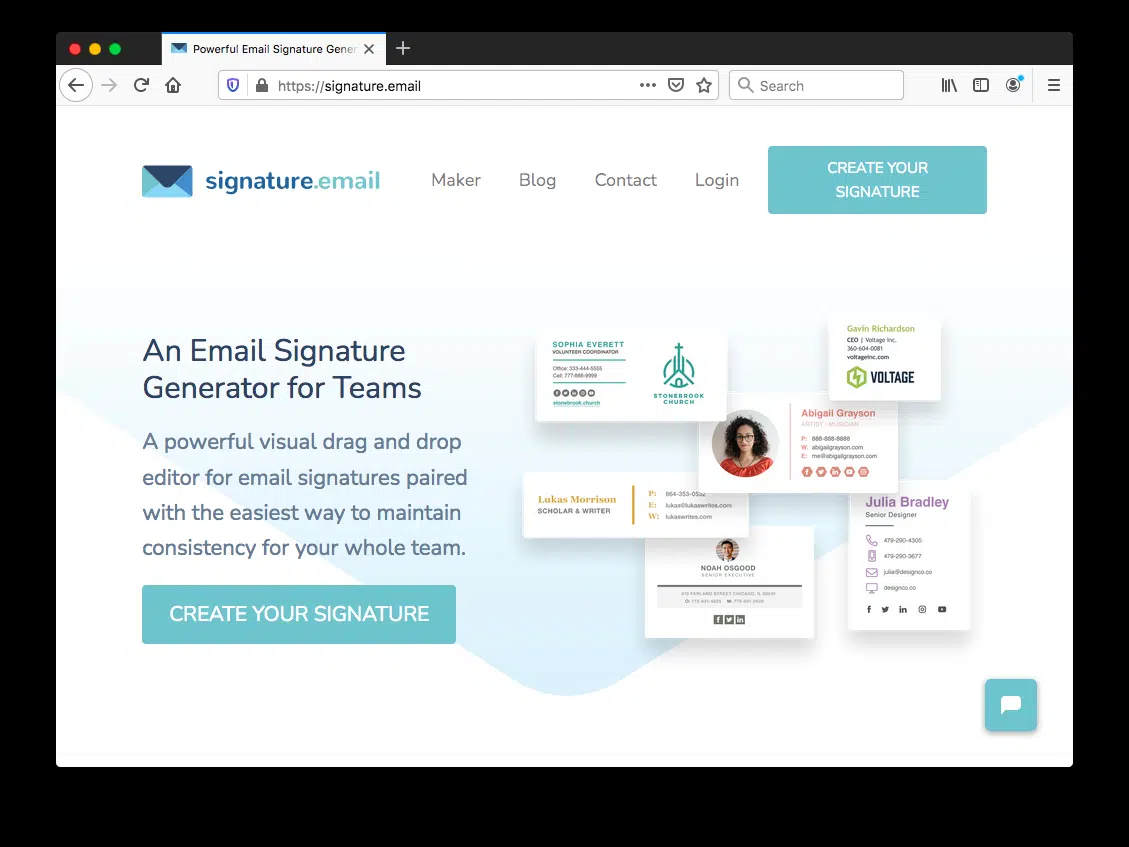 Powerful Email Signature Gener
https://signature.email
Search
signature.email
Maker
Blog
Contact
Login
CREATE YOUR
SIGNATURE
An Email Signature
Generator for Teams
A powerful visual drag and drop
editor for email signatures paired
with the easiest way to maintain
consistency for your whole team.
CREATE YOUR SIGNATURE
SOPHIA EVERETT
VOLUNTEER COORDINATOR
Office: 333-444-5555
Cell: 777-888-9999
stonebrook.church
STONEBROOK
CHURCH
Gavin Richardson
CEO | Voltage Inc.
360-604-0081
voltageinc.com
VOLTAGE
Abigail Grayson
ARTIST | MUSICIAN
P: 888-888-8888
W: abigailgrayson.com
E: me@abigailgrayson.com
Lukas Morrison
SCHOLAR & WRITER
P: 864-353-0532
E: lukas@lukaswrites.com
W: lukaswrites.com
NOAH OSGOOD
SENIOR EXECUTIVE
Julia Bradley
Senior Designer
479-290-4305
479-290-3677
julia@designco.co
designco.co